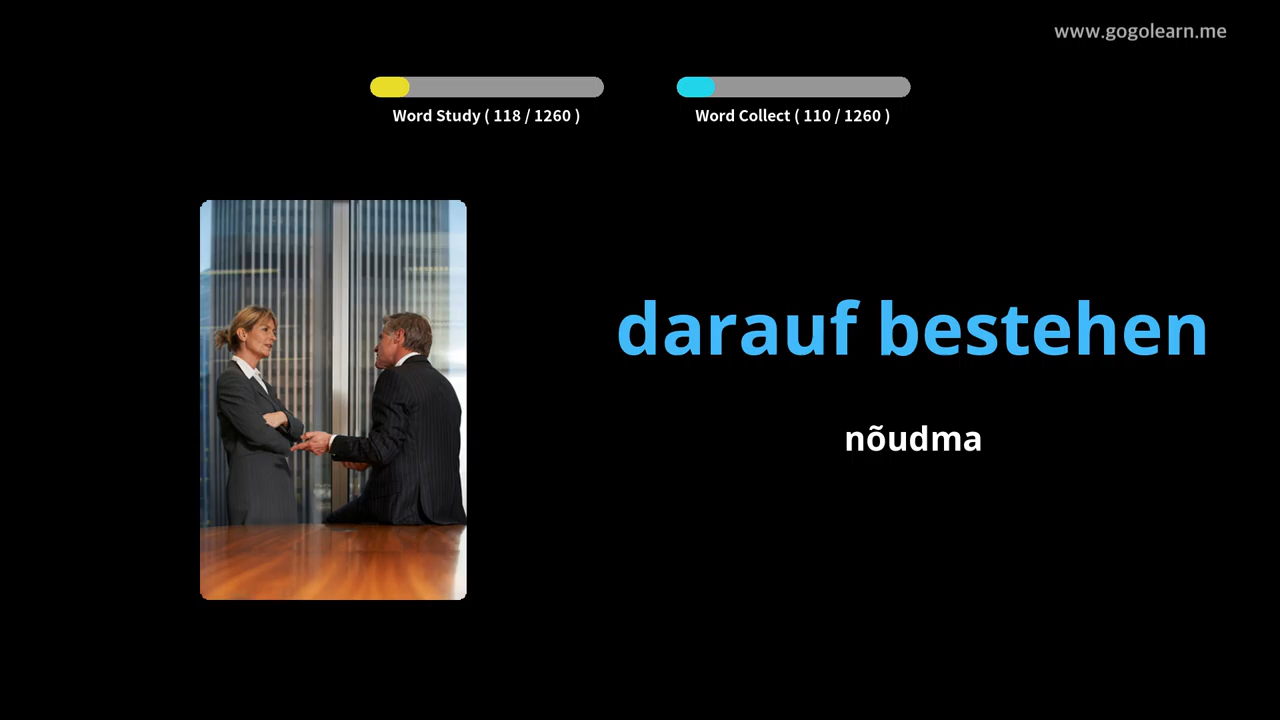 www.gogolearn.me
Word Study ( 118 / 1260 )
Word Collect ( 110 / 1260 )
darauf bestehen
nõudma